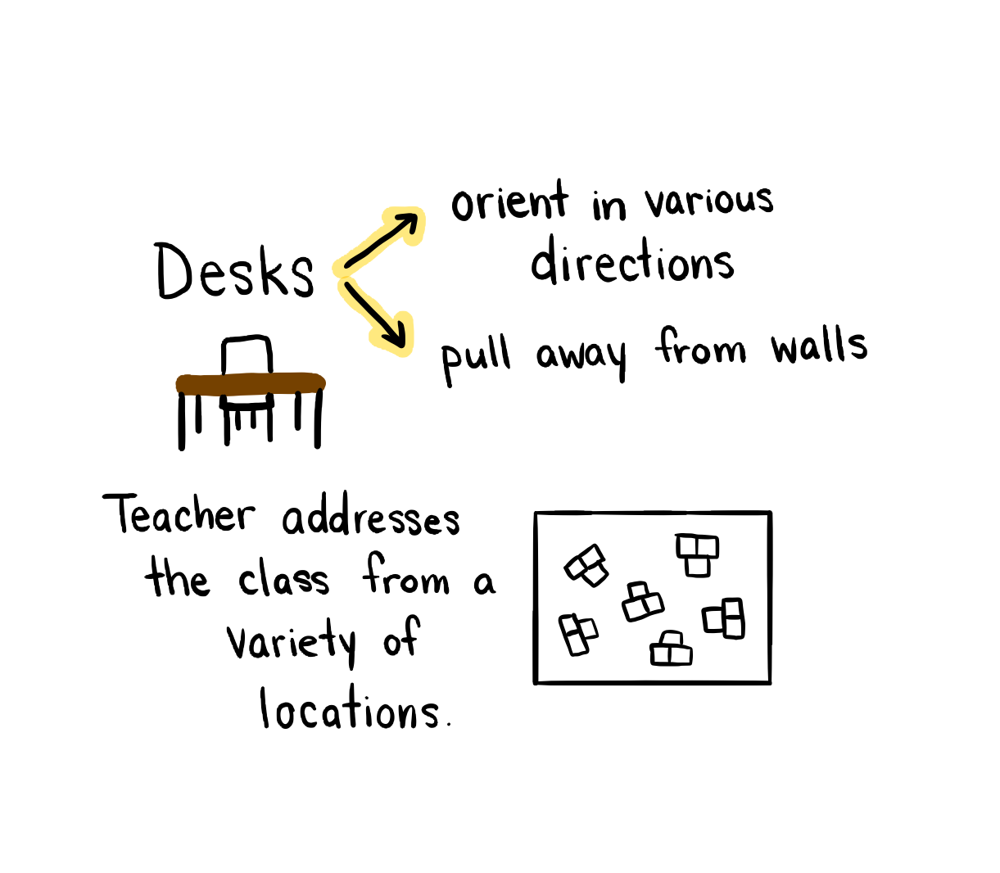 Desks
orient in various
directions
pull away from walls
Teacher addresses
the class from a
variety of
locations.